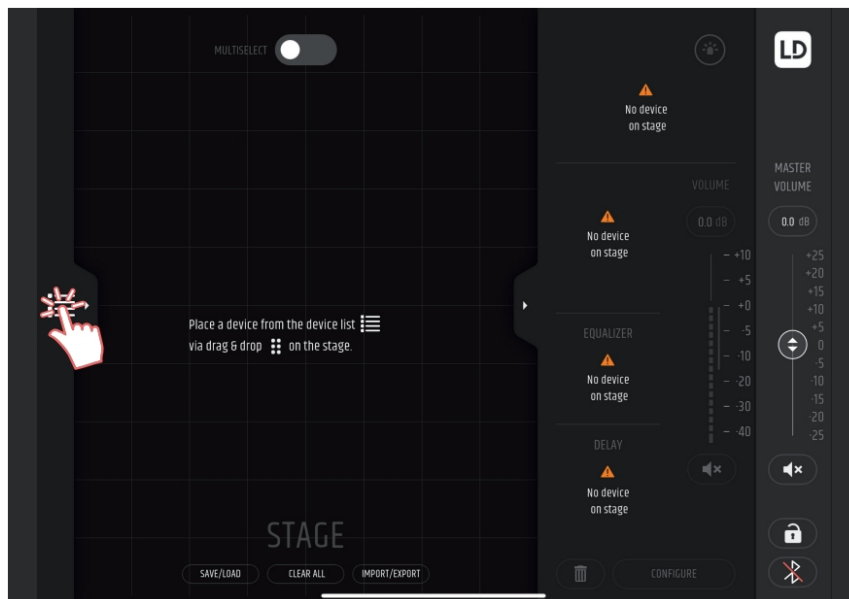 MULTISELECT
LD
No device
on stage
MASTER
VOLUME
VOLUME
0.0 dB
0.0 dB
No device
on stage
+10
+5
+0
-5
-10
-20
-30
-40
+25
+20
+15
+10
+5
0
-5
-10
-15
-20
-25
Place a device from the device list
via drag & drop on the stage.
EQUALIZER
No device
on stage
DELAY
No device
on stage
STAGE
SAVE/LOAD
CLEAR ALL
IMPORT/EXPORT
CONFIGURE